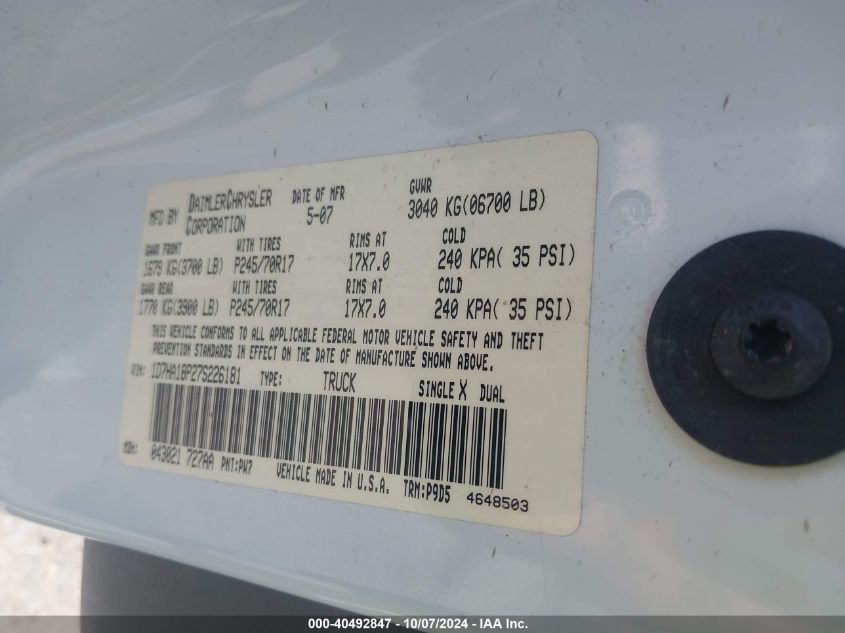 MFD BY DAIMLERCHRYSLER CORPORATION DATE OF MFR 5-07 GVWR 3040 KG(06700 LB)
GAWR FRONT WITH TIRES RIMS AT COLD
1679 KG(3700 LB) P245/70R17 17X7.0 240 KPA( 35 PSI)
GAWR REAR WITH TIRES RIMS AT COLD
1770 KG(3900 LB) P245/70R17 17X7.0 240 KPA( 35 PSI)
THIS VEHICLE CONFORMS TO ALL APPLICABLE FEDERAL MOTOR VEHICLE SAFETY AND THEFT
PREVENTION STANDARDS IN EFFECT ON THE DATE OF MANUFACTURE SHOWN ABOVE.
VIN: 1D7HA18P27S226181 TYPE: TRUCK SINGLE X DUAL
MDH: 043021 727AA PNT:PW7 VEHICLE MADE IN U.S.A. TRM:P9D5 4648503
000-40492847 - 10/07/2024 - IAA Inc.